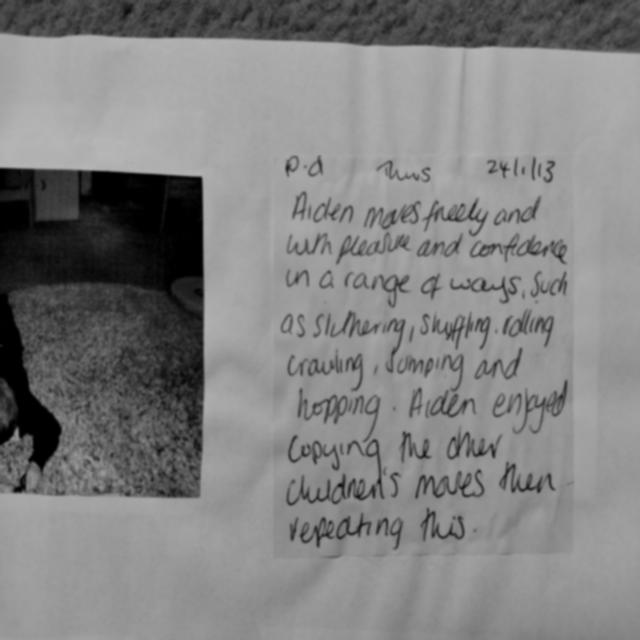 P.d Thurs 24/1/13
Aiden moves freely and
with pleasure and confidence
in a range of ways, such
as slithering, shuffling, rolling
crawling, Jumping and
hopping. Aiden enjoyed
Copying the other
children's moves then
repeating this.